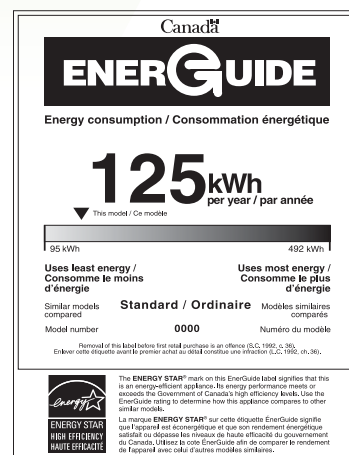 Canada
ENERGUIDE
Energy consumption / Consommation énergétique
125 kWh
per year / par année
This model / Ce modèle
95 kWh 492 kWh
Uses least energy / Uses most energy /
Consomme le moins Consomme le plus
d'énergie d'énergie
Similar models Standard / Ordinaire Modèles similaires
compared comparés
Model number 0000 Numéro du modèle
Removal of this label before first retail purchase is an offence (S.C. 1992, c. 36).
Enlever cette étiquette avant le premier achat au détail constitue une infraction (L.C. 1992, ch. 36).
The ENERGY STAR® mark on this EnerGuide label signifies that this
is an energy-efficient appliance. Its energy performance meets or
exceeds the Government of Canada's high efficiency levels. Use the
EnerGuide rating to determine how this appliance compares to other
similar models.
energy
ENERGY STAR
HIGH EFFICIENCY
HAUTE EFFICACITÉ
La marque ENERGY STAR® sur cette étiquette ÉnerGuide signifie
que l'appareil est éconergétique et que son rendement énergétique
satisfait ou dépasse les niveaux de haute efficacité du gouvernement
du Canada. Utilisez la cote ÉnerGuide afin de comparer le rendement
de l'appareil avec celui d'autres modèles similaires.